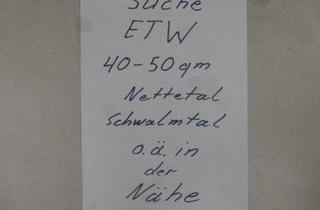 Suche
ETW
40-50qm
Nettetal
Schwalmtal
o.ä. in
der
Nähe